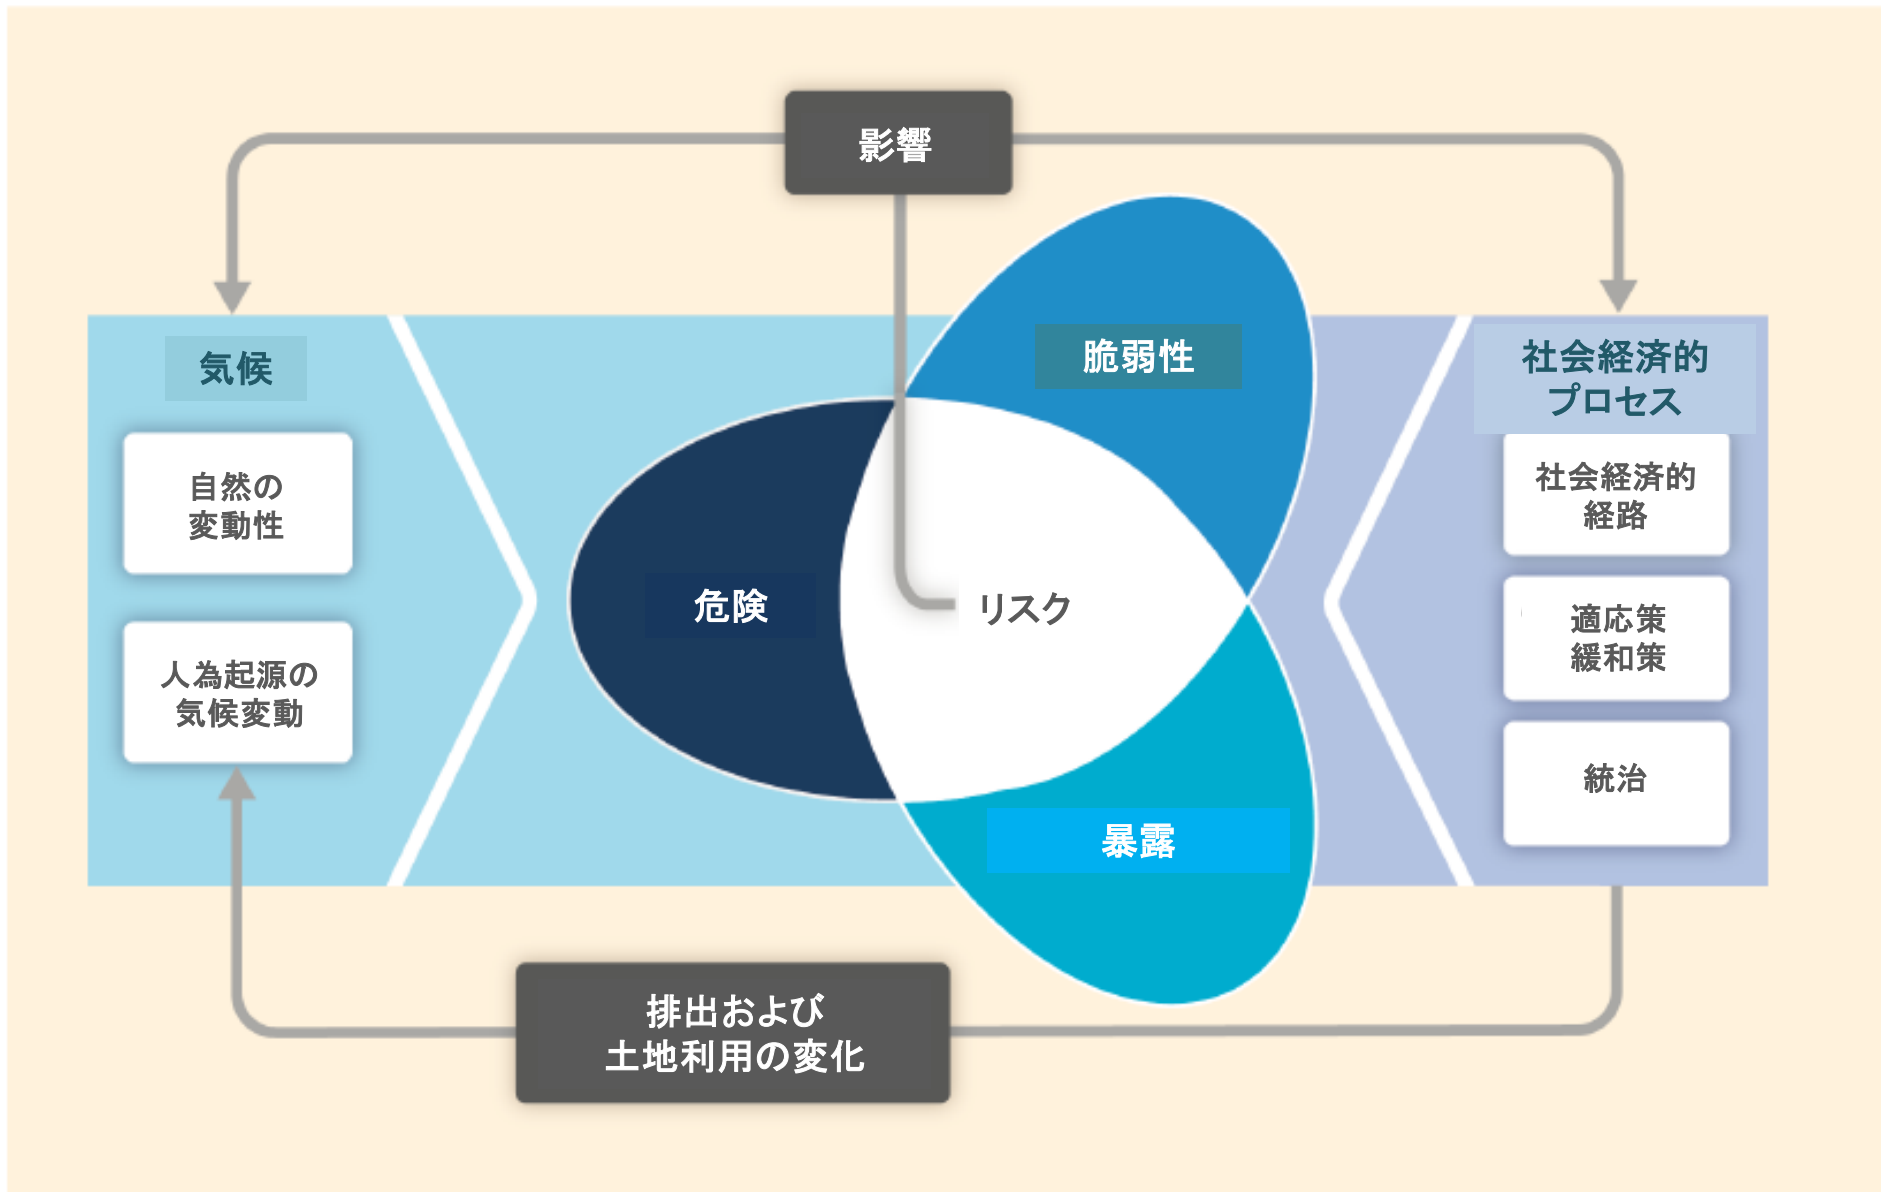 影響
気候
自然の
変動性
人為起源の
気候変動
脆弱性
危険
リスク
暴露
社会経済的
プロセス
社会経済的
経路
適応策
緩和策
統治
排出および
土地利用の変化